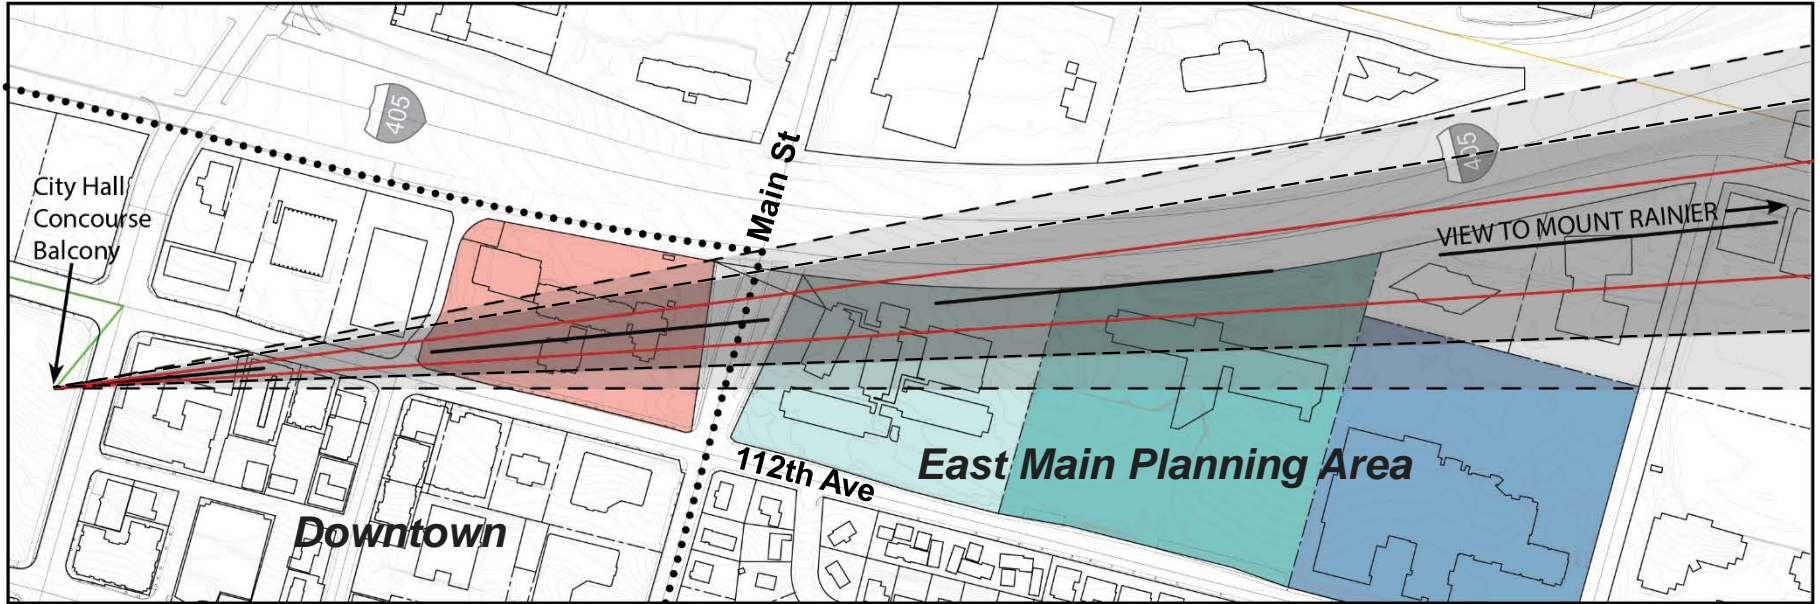 405
Main St
405
City Hall
Concourse
Balcony
VIEW TO MOUNT RAINIER
112th Ave
East Main Planning Area
Downtown